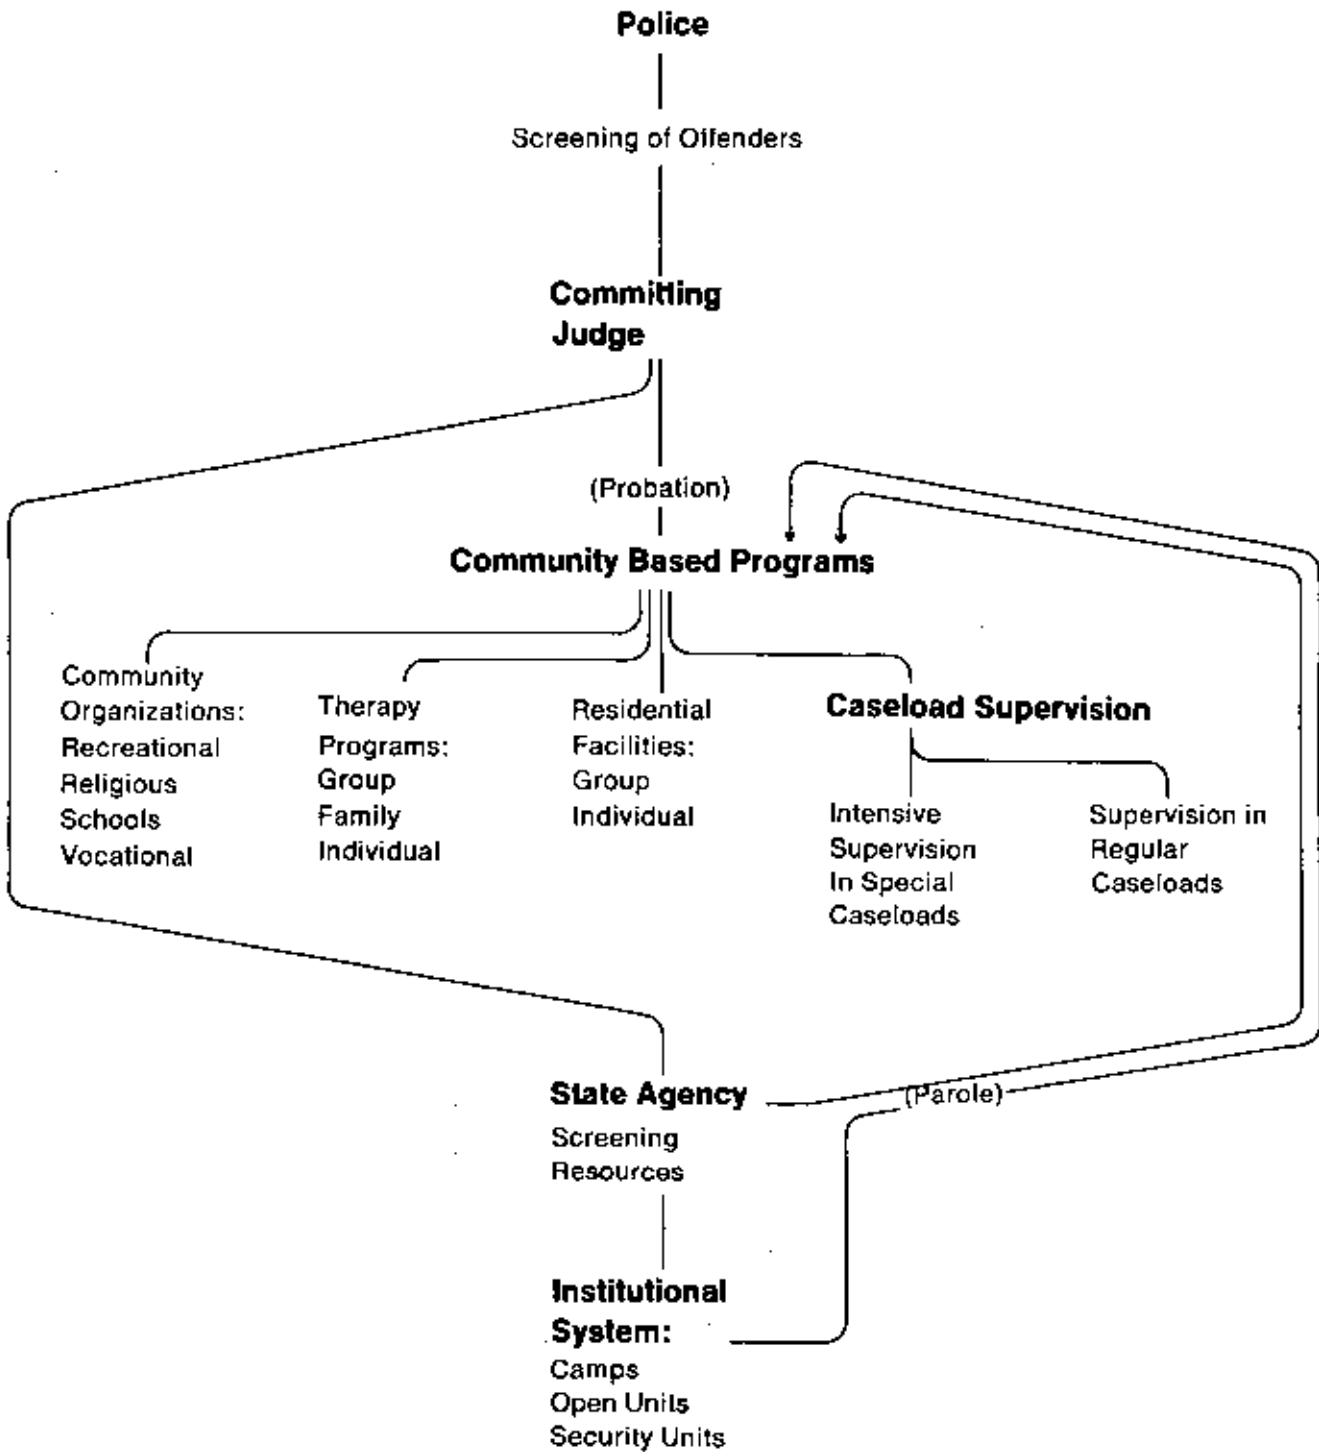 Police
Screening of Offenders
Committing
Judge
(Probation)
Community Based Programs
Community
Organizations:
Recreational
Religious
Schools
Vocational
Therapy
Programs:
Group
Family
Individual
Residential
Facilities:
Group
Individual
Caseload Supervision
Intensive
Supervision
In Special
Caseloads
Supervision in
Regular
Caseloads
State Agency
Screening
Resources
(Parole)
Institutional
System:
Camps
Open Units
Security Units